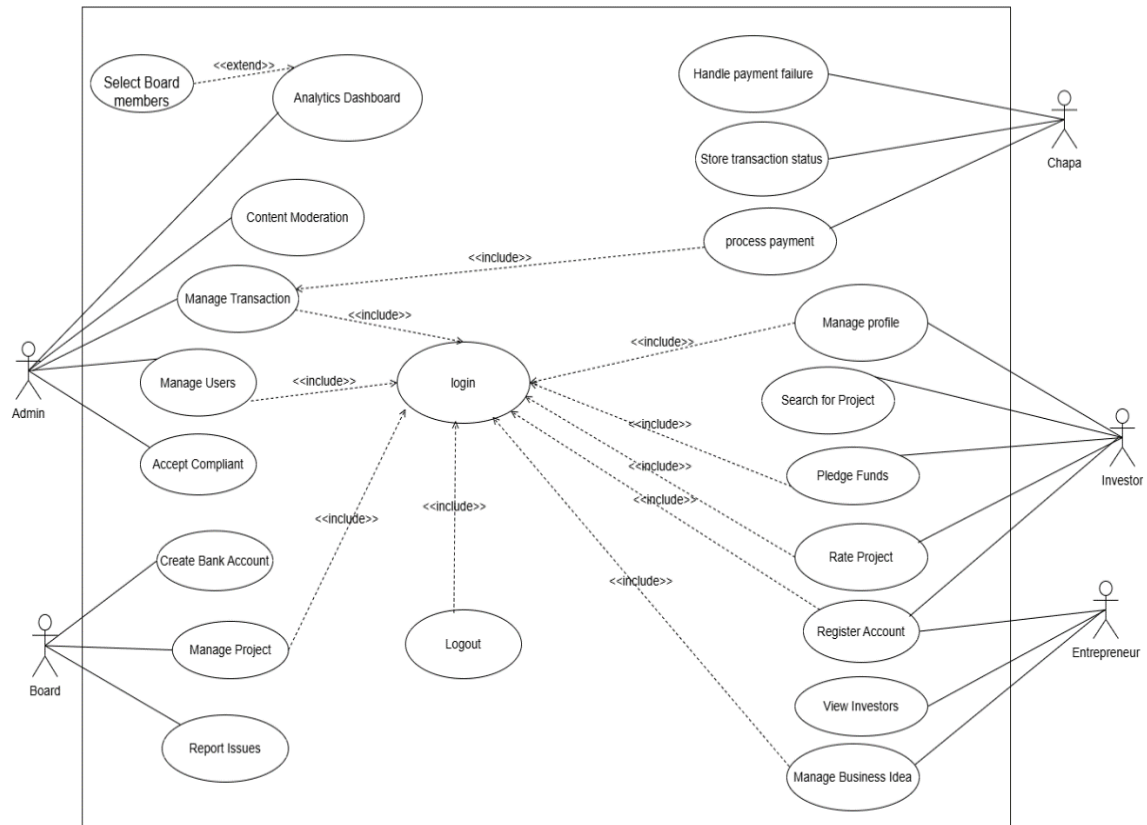 <<extend>>
Handle payment failure
Select Board
members
Analytics Dashboard
Chapa
Store transaction status
Content Moderation
process payment
<<include>>
Manage Transaction
<<include>>
Manage profile
<<include>>
Manage Users
<<include>>
login
Search for Project
Admin
<<include>>
Accept Compliant
Pledge Funds
Investor
<<include>>
<<include>>
<<include>>
<<include>>
Create Bank Account
Rate Project
<<include>>
Manage Project
Logout
Register Account
Entrepreneur
Board
View Investors
Report Issues
Manage Business Idea